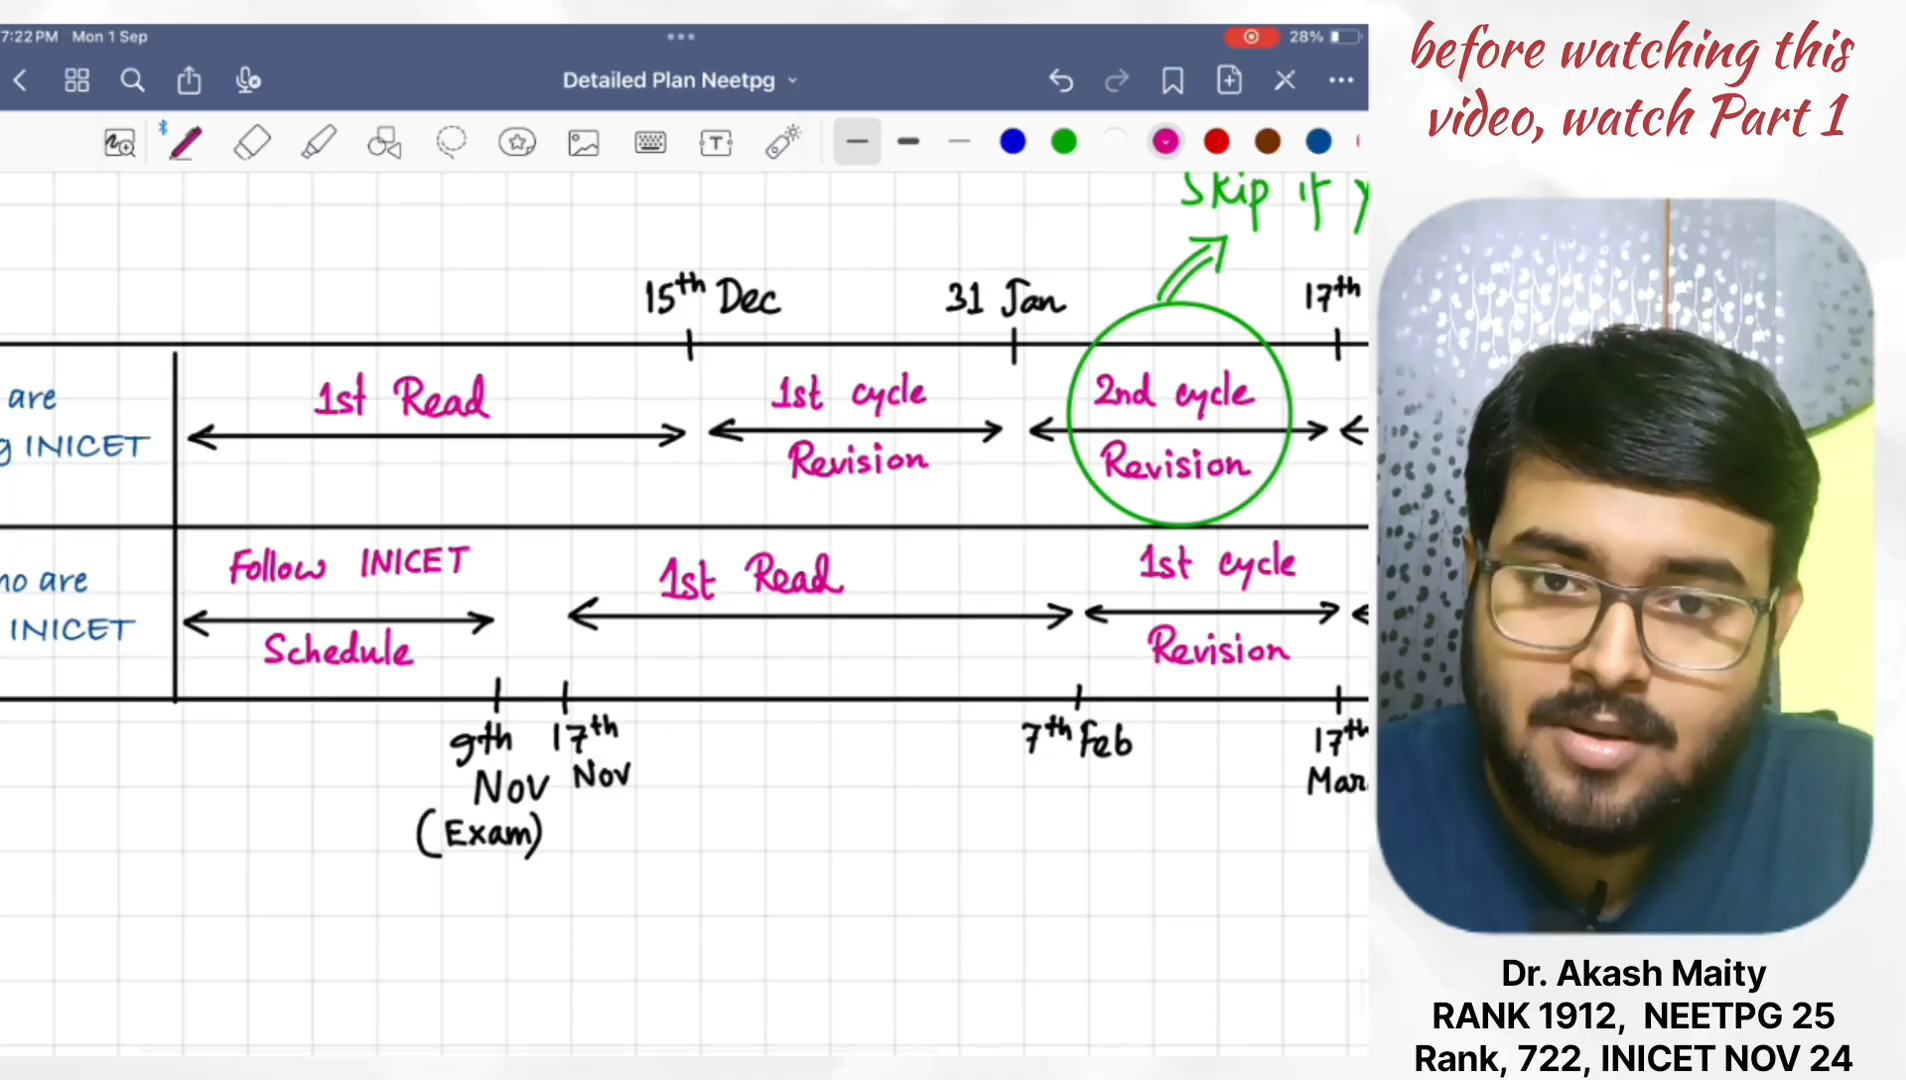 7:22 PM Mon 1 Sep
28%
Detailed Plan Neetpg
before watching this
video, watch Part 1
Skip if
15th Dec
31 Jan
17th
are
INICET
1st Read
1st cycle
Revision
2nd cycle
Revision
are
INICET
Follow INICET
Schedule
1st Read
1st cycle
Revision
9th
Nov
(Exam)
17th
Nov
7th Feb
17th
Mar
Dr. Akash Maity
RANK 1912, NEETPG 25
Rank, 722, INICET NOV 24